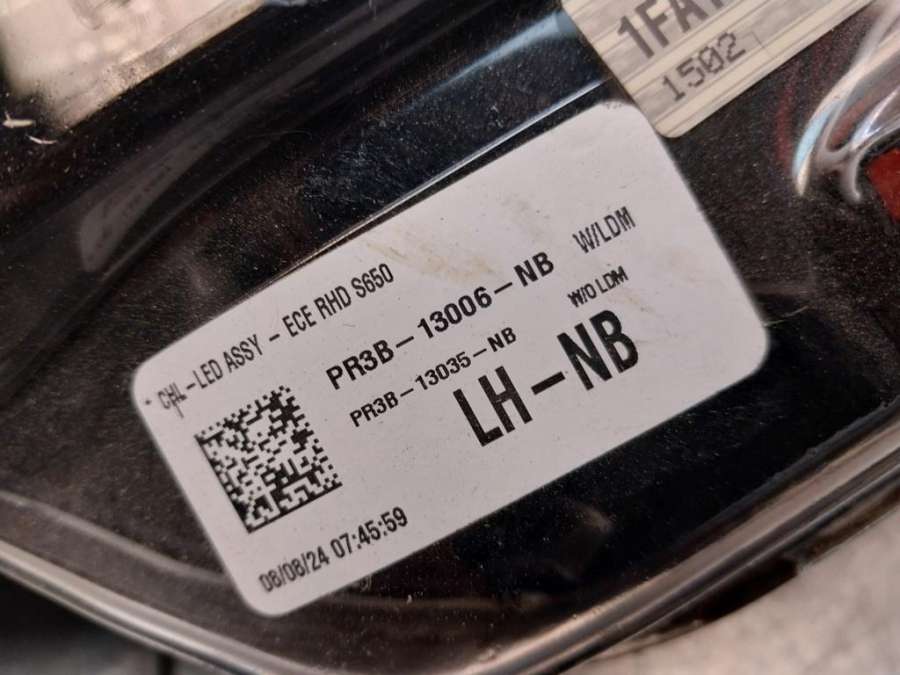 1FA
1502
CHL-LED ASSY - ECE RHD S650
PR3B-13006-NB W/LDM
PR3B-13035-NB W/O LDM
LH-NB
08/08/24 07:45:59